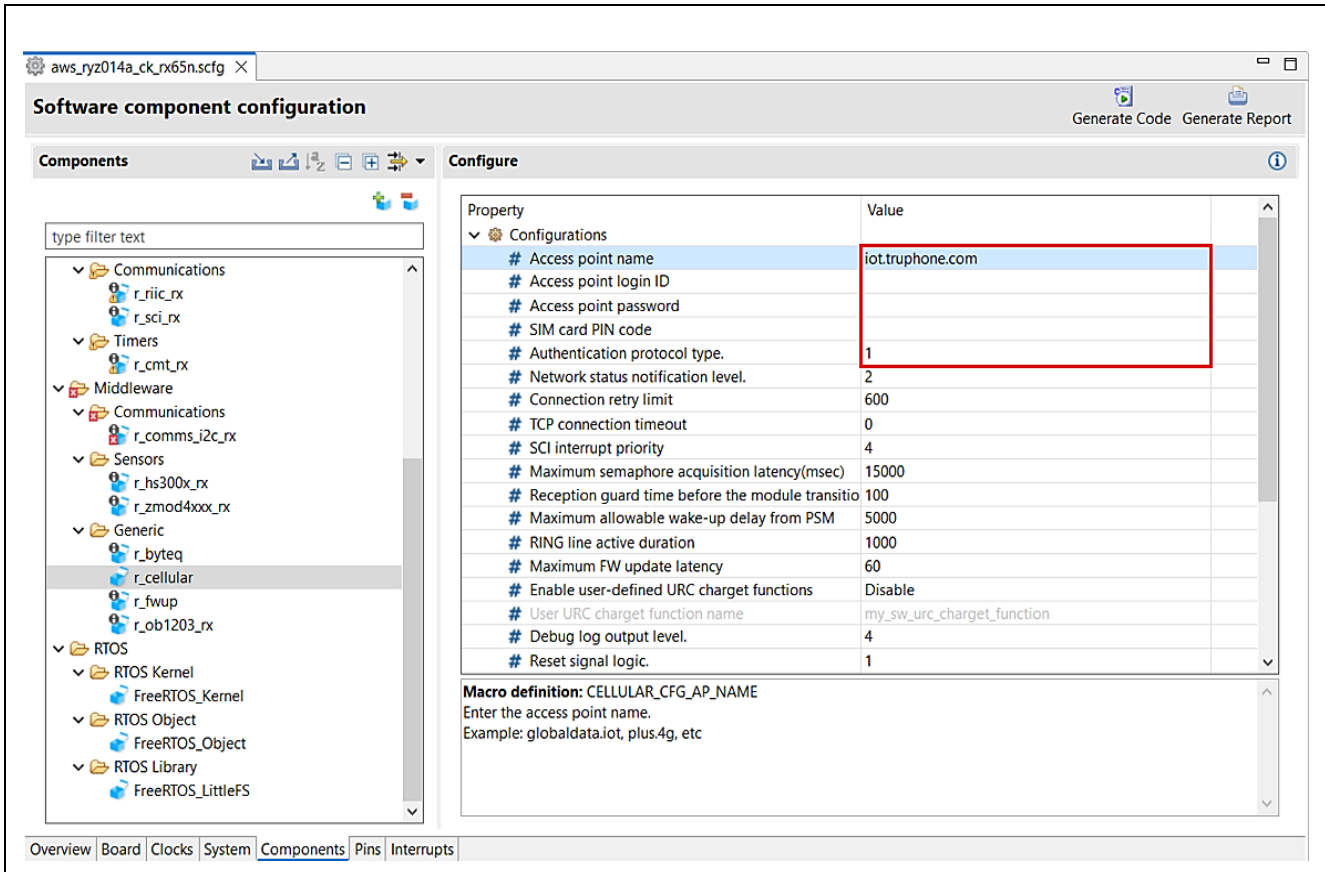 aws_ryz014a_ck_rx65n.scfg
Software component configuration
Generate Code Generate Report
Components
type filter text
Communications
r_riic_rx
r_sci_rx
Timers
r_cmt_rx
Middleware
Communications
r_comms_i2c_rx
Sensors
r_hs300x_rx
r_zmod4xxx_rx
Generic
r_byteq
r_cellular
r_fwup
r_ob1203_rx
RTOS
RTOS Kernel
FreeRTOS_Kernel
RTOS Object
FreeRTOS_Object
RTOS Library
FreeRTOS_LittleFS
Configure
Property Value
Configurations
# Access point name iot.truphone.com
# Access point login ID
# Access point password
# SIM card PIN code
# Authentication protocol type. 1
# Network status notification level. 2
# Connection retry limit 600
# TCP connection timeout 0
# SCI interrupt priority 4
# Maximum semaphore acquisition latency(msec) 15000
# Reception guard time before the module transitio 100
# Maximum allowable wake-up delay from PSM 5000
# RING line active duration 1000
# Maximum FW update latency 60
# Enable user-defined URC charget functions Disable
# User URC charget function name my_sw_urc_charget_function
# Debug log output level. 4
# Reset signal logic. 1
Macro definition: CELLULAR_CFG_AP_NAME
Enter the access point name.
Example: globaldata.iot, plus.4g, etc
Overview Board Clocks System Components Pins Interrupts